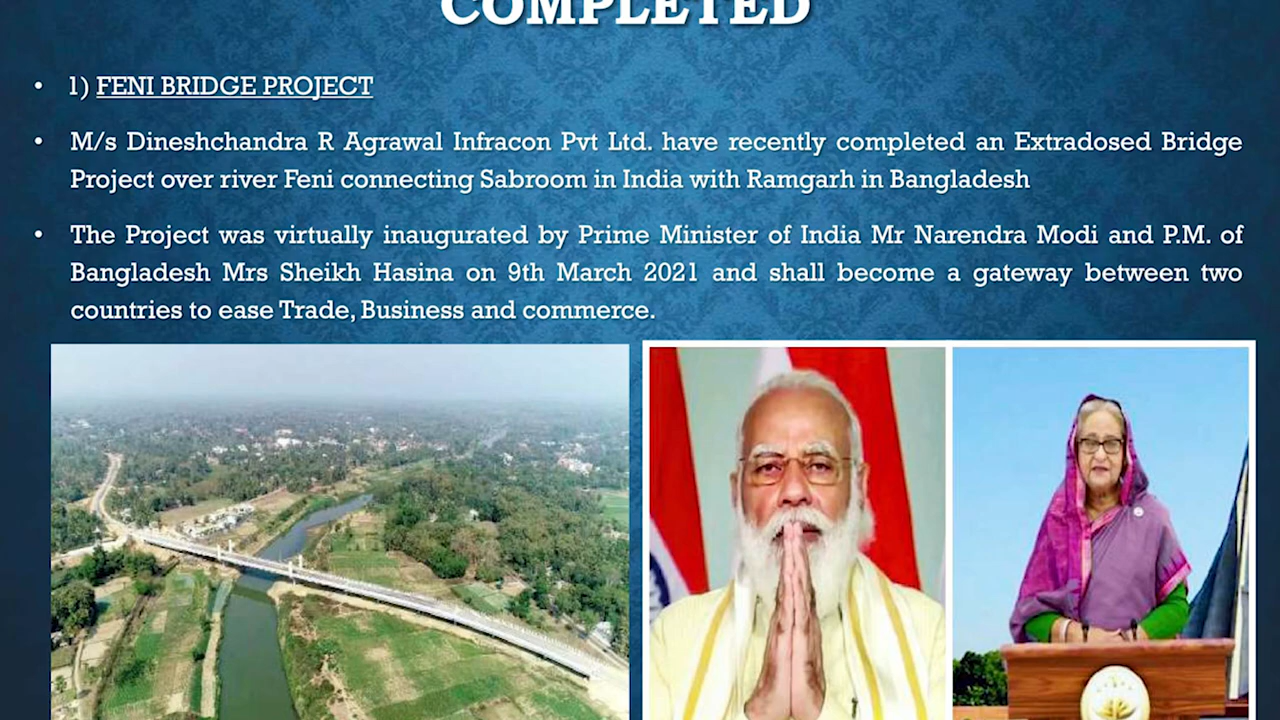 COMPLETED
• 1) FENI BRIDGE PROJECT
• M/s Dineshchandra R Agrawal Infracon Pvt Ltd. have recently completed an Extradosed Bridge
Project over river Feni connecting Sabroom in India with Ramgarh in Bangladesh
• The Project was virtually inaugurated by Prime Minister of India Mr Narendra Modi and P.M. of
Bangladesh Mrs Sheikh Hasina on 9th March 2021 and shall become a gateway between two
countries to ease Trade, Business and commerce.